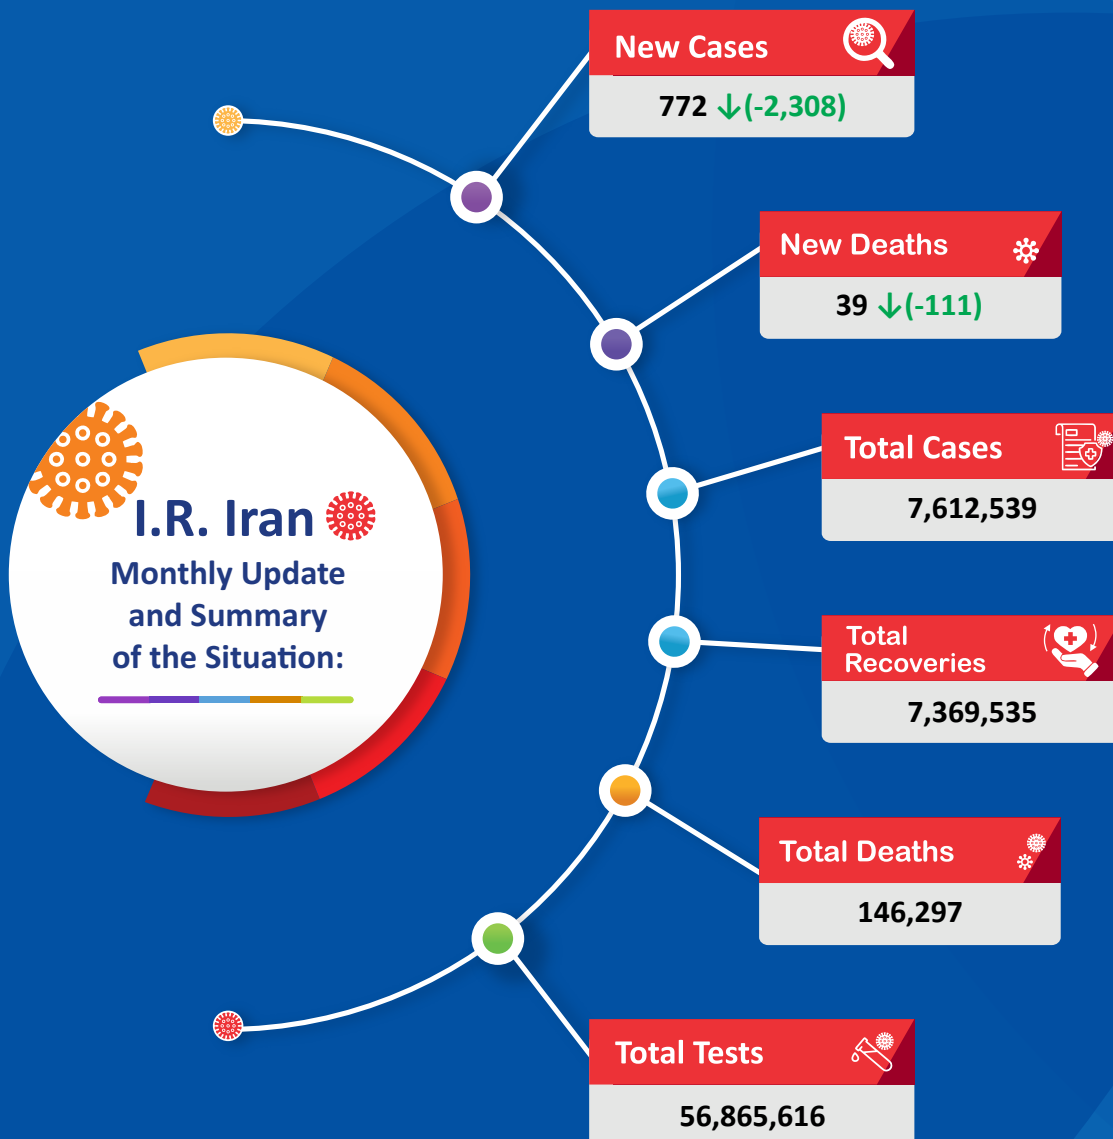 New Cases
772 ↓(-2,308)
New Deaths
39 ↓(-111)
I.R. Iran
Monthly Update
and Summary
of the Situation:
Total Cases
7,612,539
Total
Recoveries
7,369,535
Total Deaths
146,297
Total Tests
56,865,616